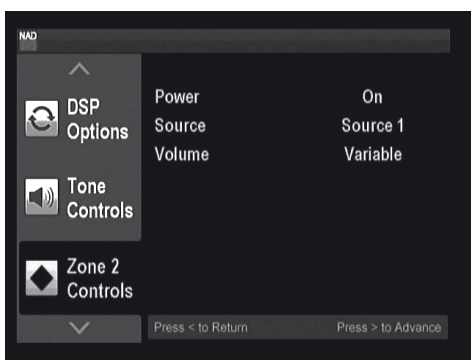 NAD
DSP
Options
Tone
Controls
Zone 2
Controls
Power On
Source Source 1
Volume Variable
Press < to Return Press > to Advance